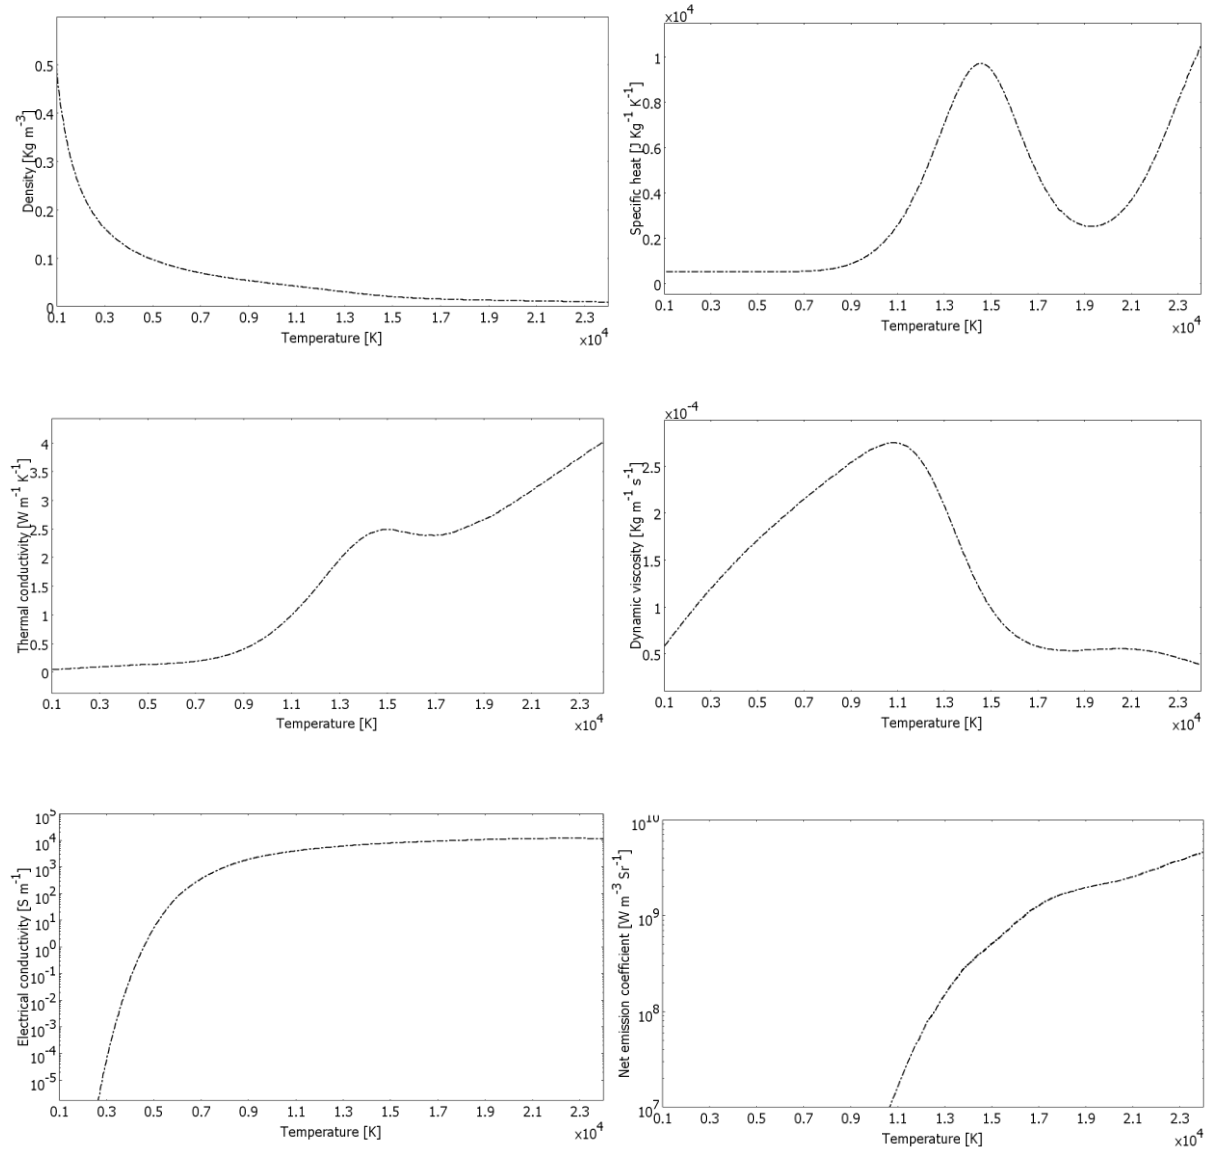 0.5
0.4
0.3
0.2
0.1
0
Density [Kg m-3]
0.1 0.3 0.5 0.7 0.9 1.1 1.3 1.5 1.7 1.9 2.1 2.3
Temperature [K]
x10^4
x10^4
1
0.8
0.6
0.4
0.2
0
Specific heat [J Kg-1 K-1]
0.1 0.3 0.5 0.7 0.9 1.1 1.3 1.5 1.7 1.9 2.1 2.3
Temperature [K]
x10^4
4
3.5
3
2.5
2
1.5
1
0.5
0
Thermal conductivity [W m-1 K-1]
0.1 0.3 0.5 0.7 0.9 1.1 1.3 1.5 1.7 1.9 2.1 2.3
Temperature [K]
x10^4
x10^-4
2.5
2
1.5
1
0.5
Dynamic viscosity [Kg m-1 s-1]
0.1 0.3 0.5 0.7 0.9 1.1 1.3 1.5 1.7 1.9 2.1 2.3
Temperature [K]
x10^4
10^5
10^4
10^3
10^2
10^1
10^0
10^-1
10^-2
10^-3
10^-4
10^-5
Electrical conductivity [S m-1]
0.1 0.3 0.5 0.7 0.9 1.1 1.3 1.5 1.7 1.9 2.1 2.3
Temperature [K]
x10^4
10^10
10^9
10^8
10^7
Net emission coefficient [W m-3 Sr-1]
0.1 0.3 0.5 0.7 0.9 1.1 1.3 1.5 1.7 1.9 2.1 2.3
Temperature [K]
x10^4